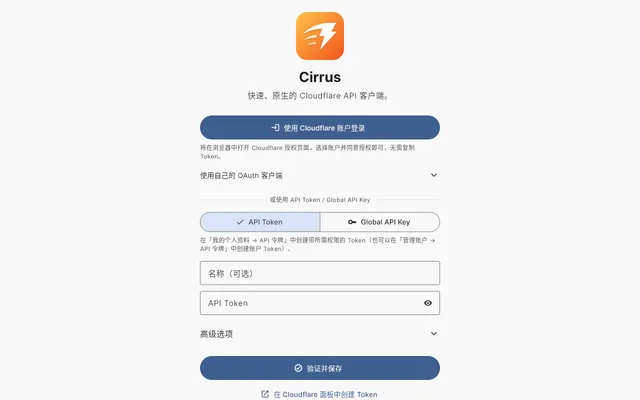 Cirrus
快速、原生的 Cloudflare API 客户端。
使用 Cloudflare 账户登录
将在浏览器中打开 Cloudflare 授权页面，选择账户并同意授权即可，无需复制
Token。
使用自己的 OAuth 客户端
或使用 API Token / Global API Key
API Token
Global API Key
在「我的个人资料 → API 令牌」中创建带所需权限的 Token（也可以在「管理账户 →
API 令牌」中创建账户 Token）。
名称（可选）
API Token
高级选项
验证并保存
在 Cloudflare 面板中创建 Token